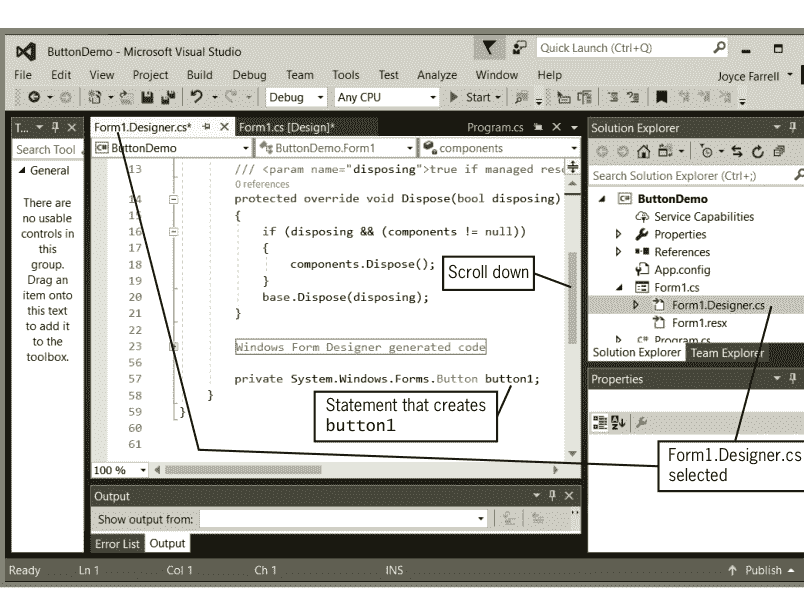 ButtonDemo - Microsoft Visual Studio
Quick Launch (Ctrl+Q)
File Edit View Project Build Debug Team Tools Test Analyze Window Help
Joyce Farrell
Debug Any CPU Start
T...
Form1.Designer.cs* Form1.cs [Design]* Program.cs
Solution Explorer
Search Tool
C# ButtonDemo ButtonDemo.Form1 components
General
There are
no usable
controls in
this
group.
Drag an
item onto
this text
to add it
to the
toolbox.
13 /// <param name="disposing">true if managed
0 references
14 protected override void Dispose(bool disposing)
15 {
16 if (disposing && (components != null))
17 {
18 components.Dispose();
19 }
20 base.Dispose(disposing);
21 }
22
23 Windows Form Designer generated code
56
57 private System.Windows.Forms.Button button1;
58 }
59 }
60
61
Scroll down
Statement that creates
button1
100 %
Search Solution Explorer (Ctrl+;)
C# ButtonDemo
Service Capabilities
Properties
References
App.config
Form1.cs
Form1.Designer.cs
Form1.resx
C# Program.cs
Solution Explorer Team Explorer
Properties
Form1.Designer.cs
selected
Output
Show output from:
Error List Output
Ready Ln 1 Col 1 Ch 1 INS Publish